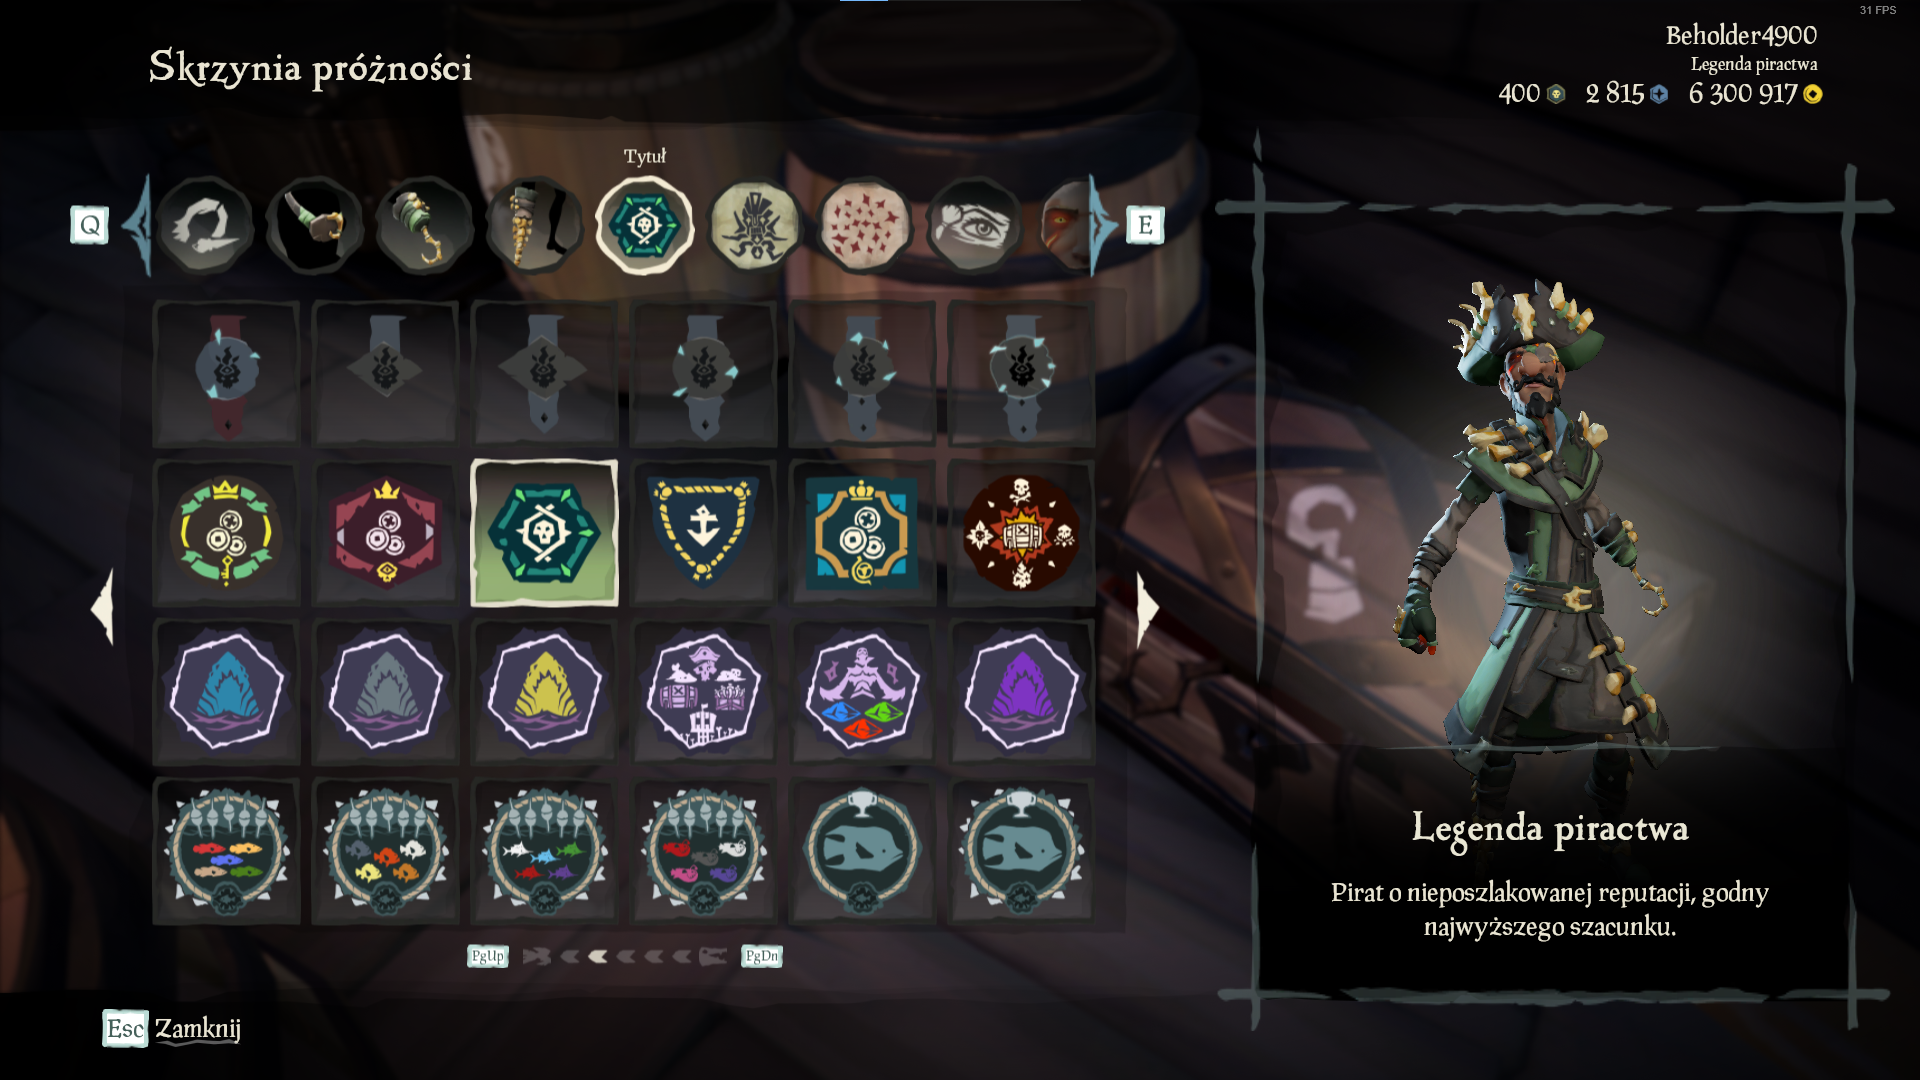 31 FPS
Skrzynia próżności
Beholder4900
Legenda piractwa
400 2 815 6 300 917
Tytuł
Q
E
Legenda piractwa
Pirat o nieposzlakowanej reputacji, godny
najwyższego szacunku.
PgUp PgDn
Esc Zamknij